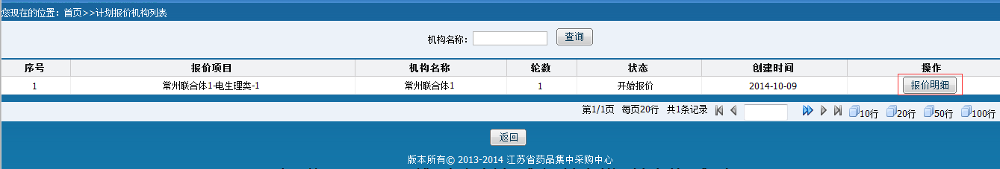 您现在的位置：首页>>计划报价机构列表
机构名称： 查询
序号 报价项目 机构名称 轮数 状态 创建时间 操作
1 常州联合体1-电生理类-1 常州联合体1 1 开始报价 2014-10-09 报价明细
第1/1页 每页20行 共1条记录 10行 20行 50行 100行
返回
版本所有© 2013-2014 江苏省药品集中采购中心